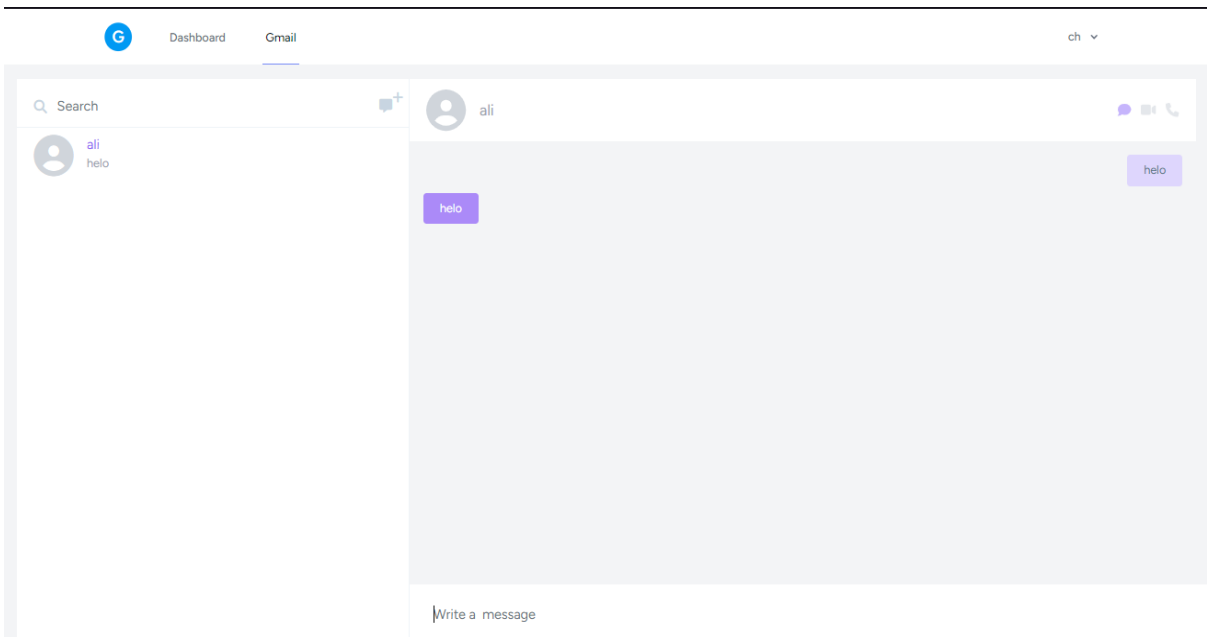 G Dashboard Gmail ch
Search
ali
helo
ali
helo
helo
Write a message